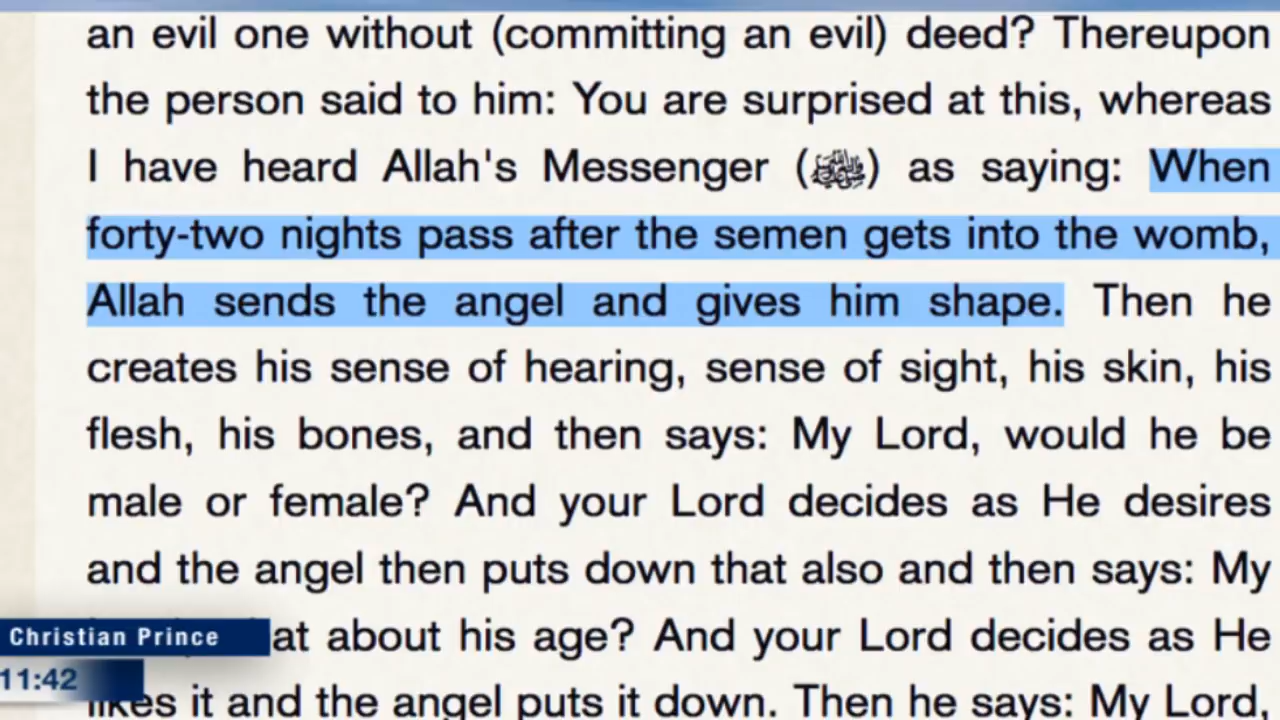 an evil one without (committing an evil) deed? Thereupon
the person said to him: You are surprised at this, whereas
I have heard Allah's Messenger (ﷺ) as saying: When
forty-two nights pass after the semen gets into the womb,
Allah sends the angel and gives him shape. Then he
creates his sense of hearing, sense of sight, his skin, his
flesh, his bones, and then says: My Lord, would he be
male or female? And your Lord decides as He desires
and the angel then puts down that also and then says: My
at about his age? And your Lord decides as He
likes it and the angel puts it down. Then he says: My Lord,
Christian Prince
11:42